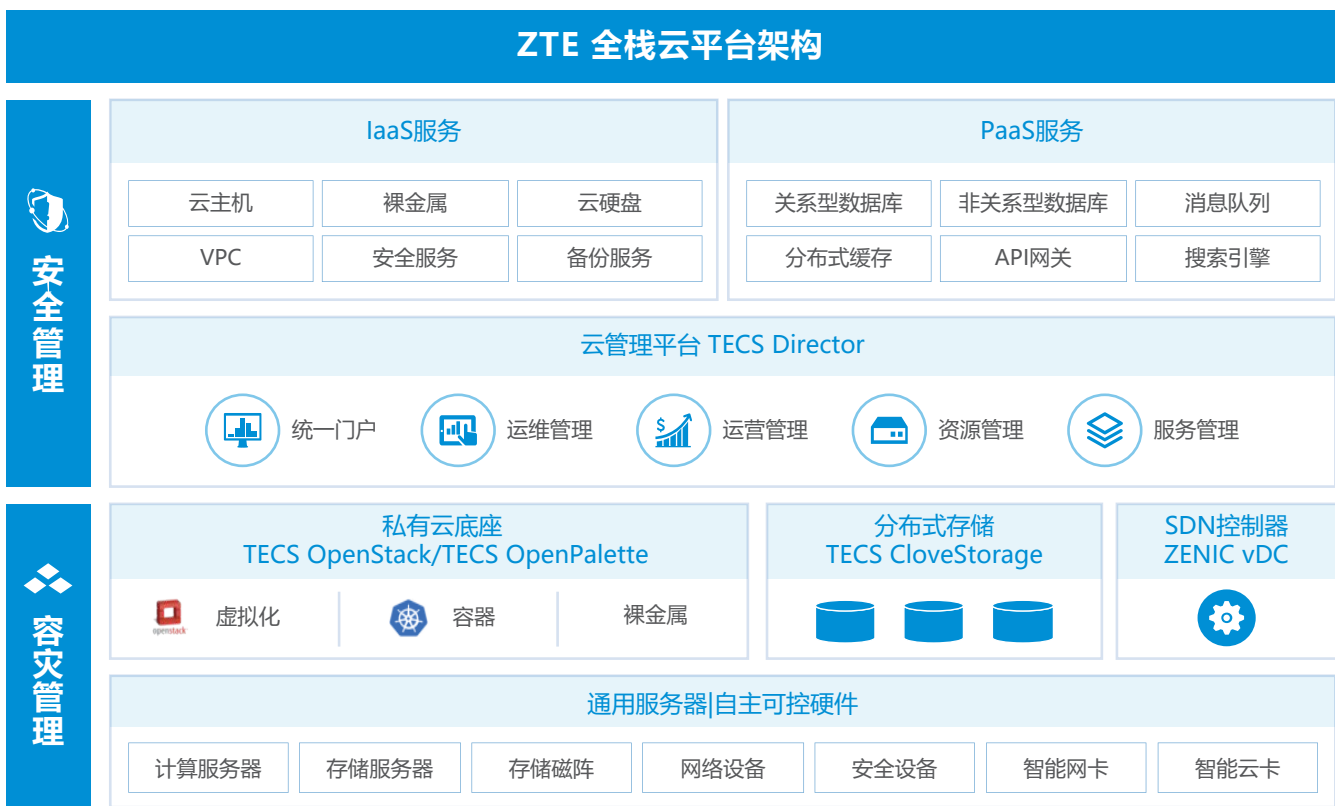 ZTE 全栈云平台架构
安全管理
IaaS服务
云主机
裸金属
云硬盘
VPC
安全服务
备份服务
PaaS服务
关系型数据库
非关系型数据库
消息队列
分布式缓存
API网关
搜索引擎
云管理平台 TECS Director
统一门户
运维管理
运营管理
资源管理
服务管理
容灾管理
私有云底座
TECS OpenStack/TECS OpenPalette
openstack
虚拟化
容器
裸金属
分布式存储
TECS CloveStorage
SDN控制器
ZENIC vDC
通用服务器|自主可控硬件
计算服务器
存储服务器
存储磁阵
网络设备
安全设备
智能网卡
智能云卡